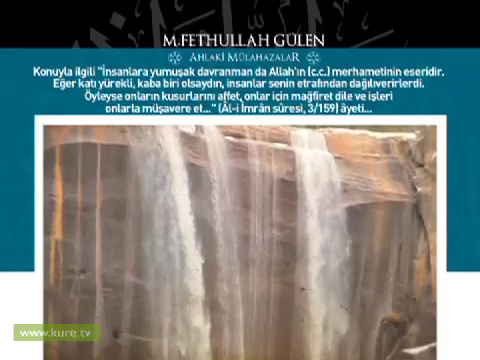 M.FETHULLAH GÜLEN
AHLAKİ MÜLAHAZALAR
Konuyla ilgili "İnsanlara yumuşak davranman da Allah'ın (c.c.) merhametinin eseridir.
Eğer katı yürekli, kaba biri olsaydın, insanlar senin etrafından dağılıverirlerdi.
Öyleyse onların kusurlarını affet, onlar için mağfiret dile ve işleri
onlarla müşavere et..." (Âl-i İmrân sûresi, 3/159) âyeti...
www.kure.tv